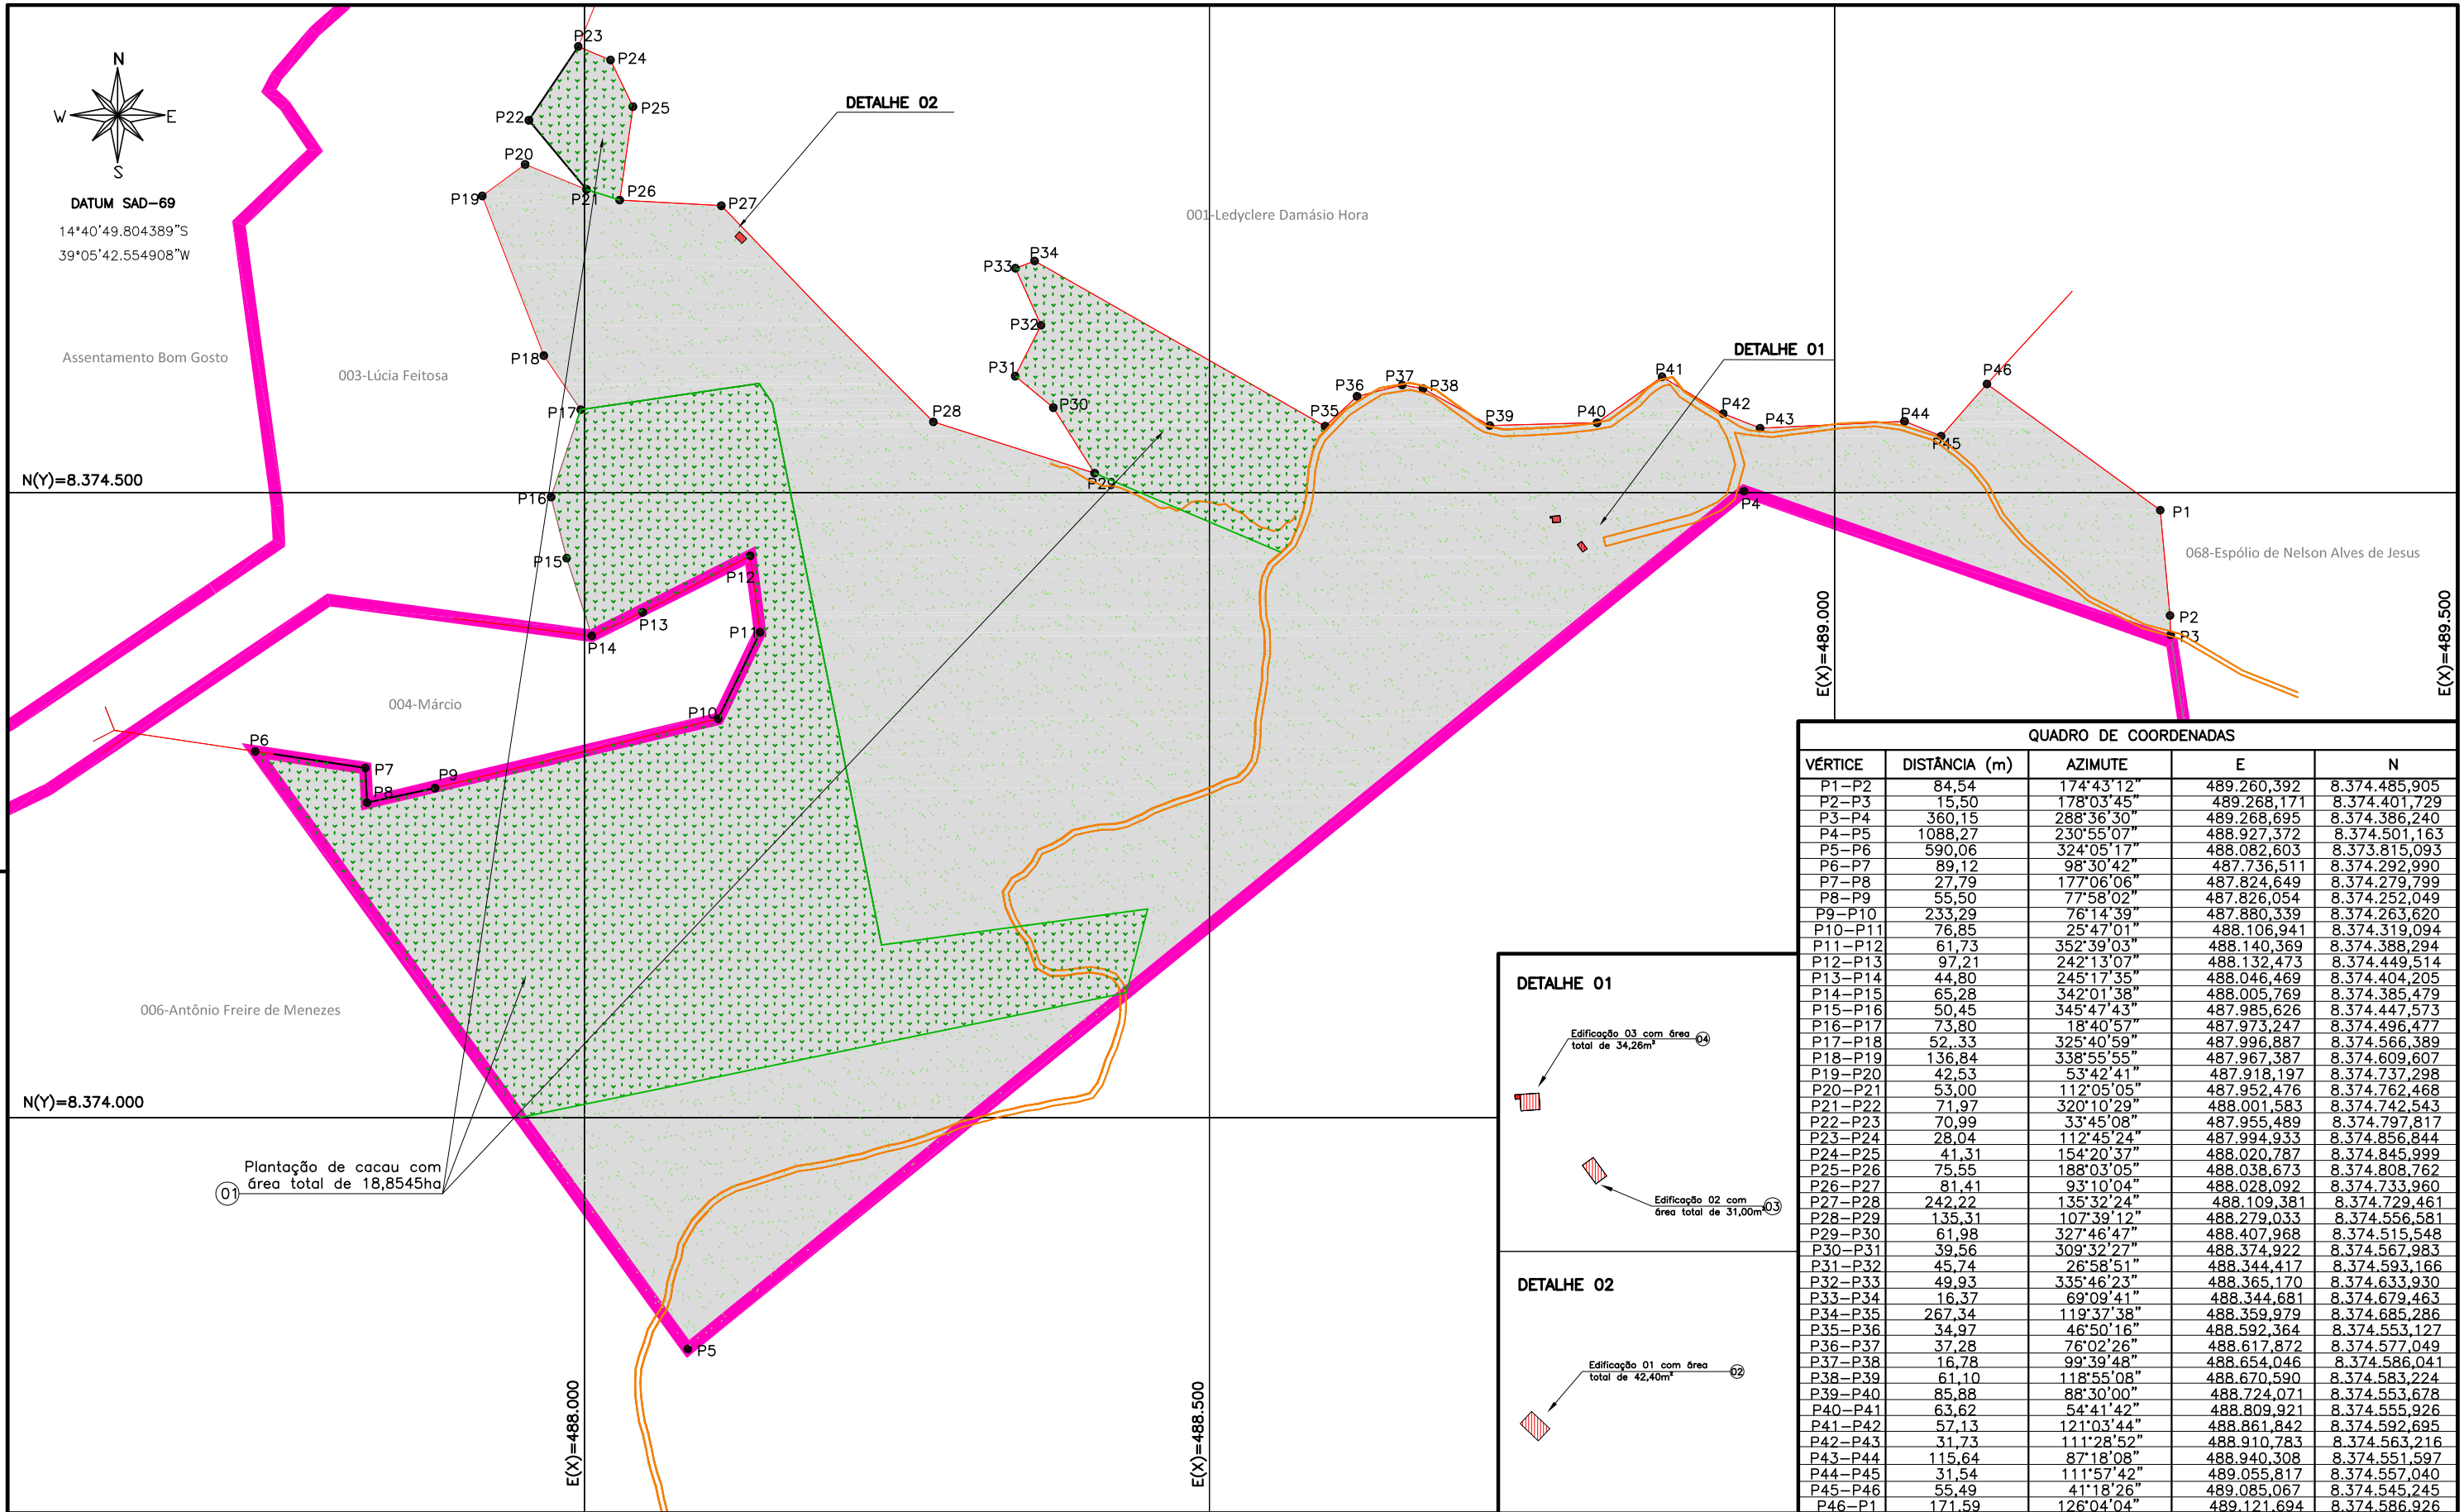 N
W
E
S
DATUM SAD-69
14°40'49.804389"S
39°05'42.554908"W
P23
P24
P25
P22
P20
P21
P26
P27
P19
DETALHE 02
001-Ledyclere Damásio Hora
P34
P33
P32
P31
P30
Assentamento Bom Gosto
003-Lúcia Feitosa
P18
P17
P28
P29
DETALHE 01
P35
P36
P37
P38
P39
P40
P41
P42
P43
P44
P45
P46
N(Y)=8.374.500
P16
P15
P4
P1
068-Espólio de Nelson Alves de Jesus
P2
P3
P12
P13
P11
P14
P10
004-Márcio
P6
P7
P8
P9
E(X)=489.000
E(X)=489.500
006-Antônio Freire de Menezes
N(Y)=8.374.000
Plantação de cacau com
área total de 18,8545ha
01
P5
E(X)=488.000
E(X)=488.500
DETALHE 01
Edificação 03 com área
total de 34,26m²
04
Edificação 02 com
área total de 31,00m²
03
DETALHE 02
Edificação 01 com área
total de 42,40m²
02
QUADRO DE COORDENADAS
VÉRTICE DISTÂNCIA (m) AZIMUTE E N
P1-P2 84,54 174°43'12" 489.260,392 8.374.485,905
P2-P3 15,50 178°03'45" 489.268,171 8.374.401,729
P3-P4 360,15 288°36'30" 489.268,695 8.374.386,240
P4-P5 1088,27 230°55'07" 488.927,372 8.374.501,163
P5-P6 590,06 324°05'17" 488.082,603 8.373.815,093
P6-P7 89,12 98°30'42" 487.736,511 8.374.292,990
P7-P8 27,79 177°06'06" 487.824,649 8.374.279,799
P8-P9 55,50 77°58'02" 487.826,054 8.374.252,049
P9-P10 233,29 76°14'39" 487.880,339 8.374.263,620
P10-P11 76,85 25°47'01" 488.106,941 8.374.319,094
P11-P12 61,73 352°39'03" 488.140,369 8.374.388,294
P12-P13 97,21 242°13'07" 488.132,473 8.374.449,514
P13-P14 44,80 245°17'35" 488.046,469 8.374.404,205
P14-P15 65,28 342°01'38" 488.005,769 8.374.385,479
P15-P16 50,45 345°47'43" 487.985,626 8.374.447,573
P16-P17 73,80 18°40'57" 487.973,247 8.374.496,477
P17-P18 52,33 325°40'59" 487.996,887 8.374.566,389
P18-P19 136,84 338°55'55" 487.967,387 8.374.609,607
P19-P20 42,53 53°42'41" 487.918,197 8.374.737,298
P20-P21 53,00 112°05'05" 487.952,476 8.374.762,468
P21-P22 71,97 320°10'29" 488.001,583 8.374.742,543
P22-P23 70,99 33°45'08" 487.955,489 8.374.797,817
P23-P24 28,04 112°45'24" 487.994,933 8.374.856,844
P24-P25 41,31 154°20'37" 488.020,787 8.374.845,999
P25-P26 75,55 188°03'05" 488.038,673 8.374.808,762
P26-P27 81,41 93°10'04" 488.028,092 8.374.733,960
P27-P28 242,22 135°32'24" 488.109,381 8.374.729,461
P28-P29 135,31 107°39'12" 488.279,033 8.374.556,581
P29-P30 61,98 327°46'47" 488.407,968 8.374.515,548
P30-P31 39,56 309°32'27" 488.374,922 8.374.567,983
P31-P32 45,74 26°58'51" 488.344,417 8.374.593,166
P32-P33 49,93 335°46'23" 488.365,170 8.374.633,930
P33-P34 16,37 69°09'41" 488.344,681 8.374.679,463
P34-P35 267,34 119°37'38" 488.359,979 8.374.685,286
P35-P36 34,97 46°50'16" 488.592,364 8.374.553,127
P36-P37 37,28 76°02'26" 488.617,872 8.374.577,049
P37-P38 16,78 99°39'48" 488.654,046 8.374.586,041
P38-P39 61,10 118°55'08" 488.670,590 8.374.583,224
P39-P40 85,88 88°30'00" 488.724,071 8.374.553,678
P40-P41 63,62 54°41'42" 488.809,921 8.374.555,926
P41-P42 57,13 121°03'44" 488.861,842 8.374.592,695
P42-P43 31,73 111°28'52" 488.910,783 8.374.563,216
P43-P44 115,64 87°18'08" 488.940,308 8.374.551,597
P44-P45 31,54 111°57'42" 489.055,817 8.374.557,040
P45-P46 55,49 41°18'26" 489.085,067 8.374.545,245
P46-P1 171,59 126°04'04" 489.121,694 8.374.586,926